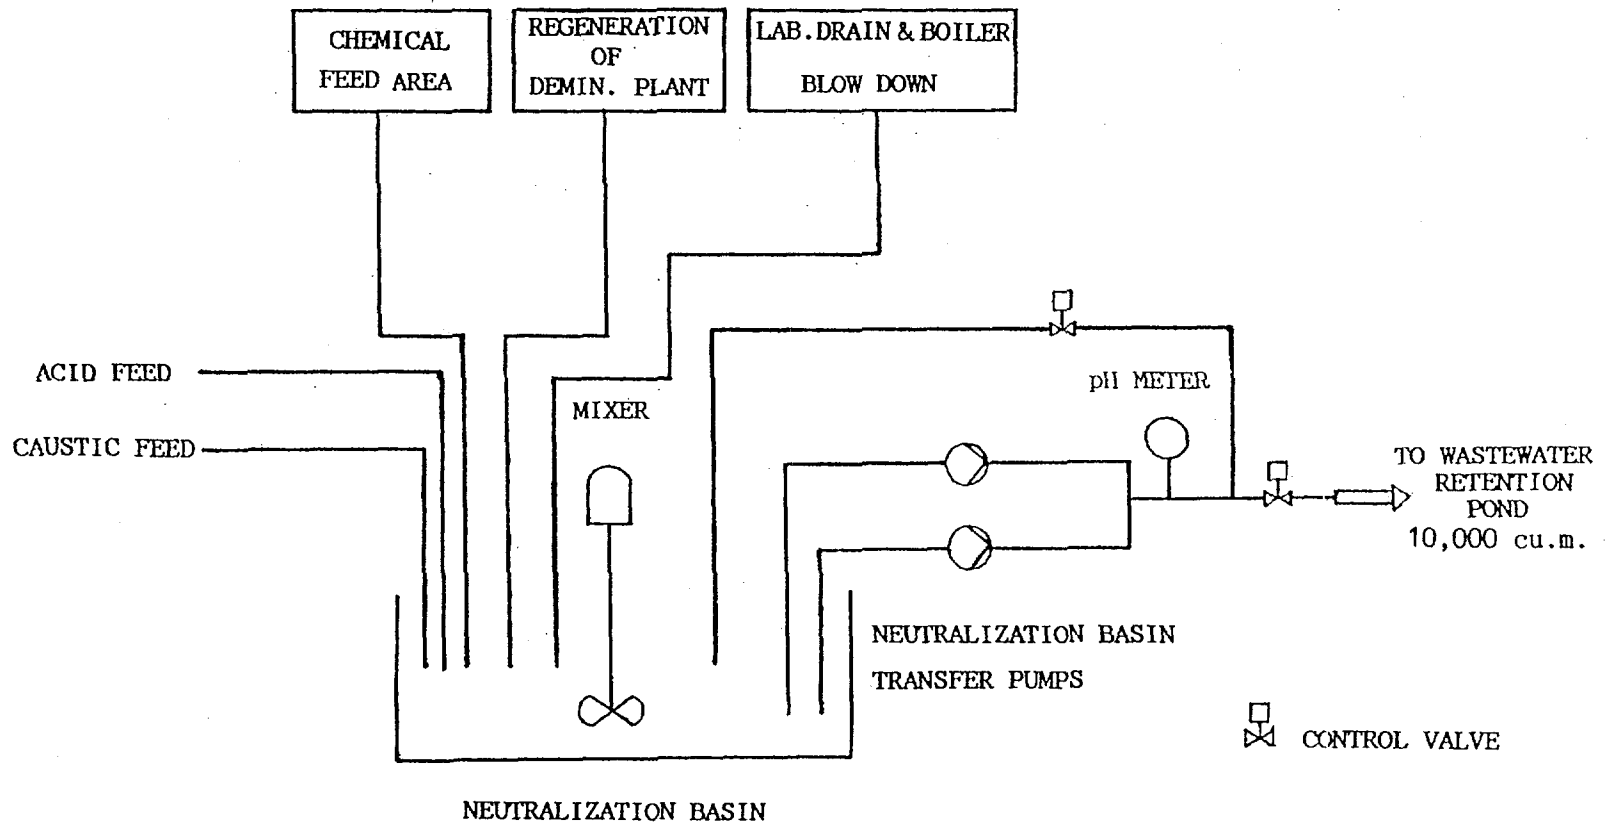 CHEMICAL
FEED AREA
REGENERATION
OF
DEMIN. PLANT
LAB.DRAIN & BOILER
BLOW DOWN
ACID FEED
CAUSTIC FEED
MIXER
pH METER
TO WASTEWATER
RETENTION
POND
10,000 cu.m.
NEUTRALIZATION BASIN
TRANSFER PUMPS
CONTROL VALVE
NEUTRALIZATION BASIN